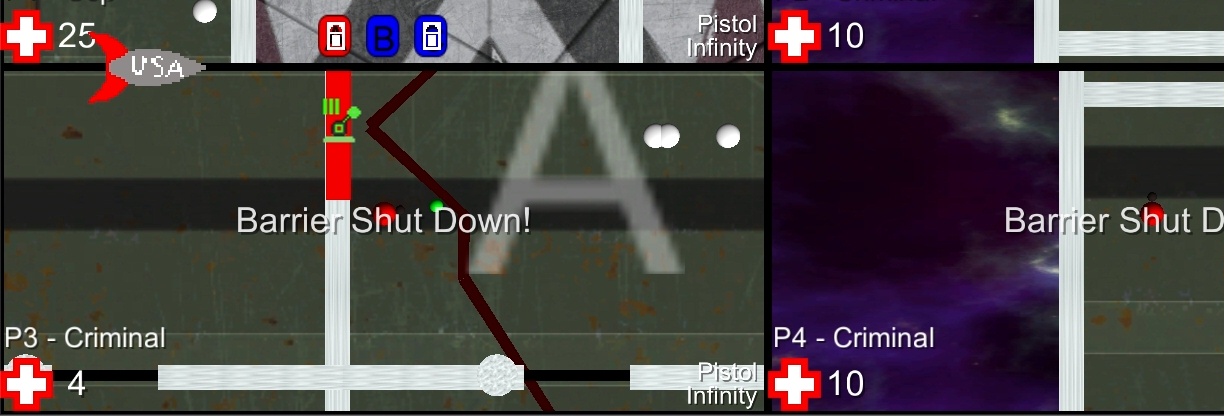 25
Pistol
Infinity
10
USA
B
A
Barrier Shut Down!
Barrier Shut D
P3 - Criminal
4
Pistol
Infinity
P4 - Criminal
10